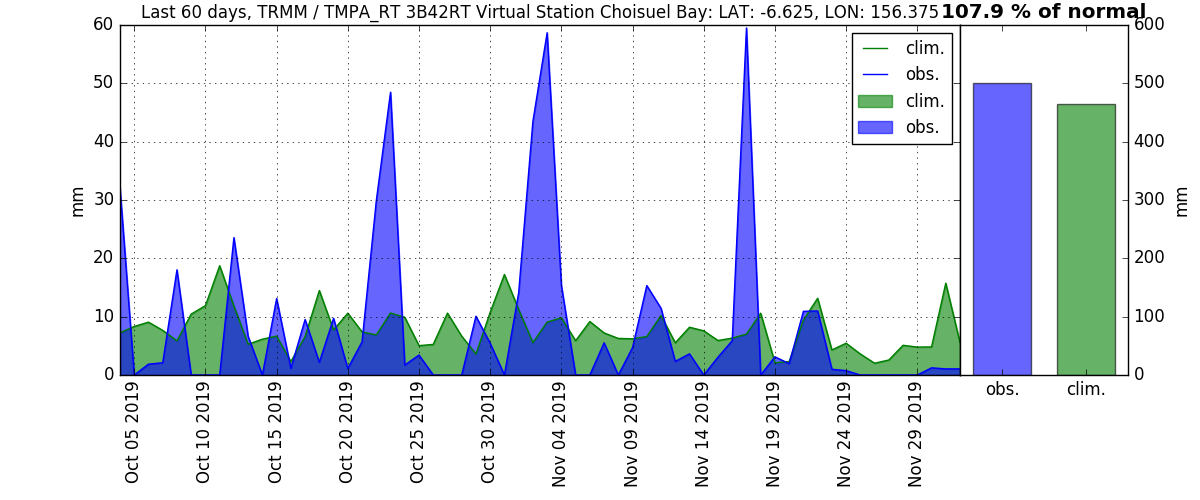 Last 60 days, TRMM / TMPA_RT 3B42RT Virtual Station Choisuel Bay: LAT: -6.625, LON: 156.375
107.9 % of normal
60
50
40
30
20
10
0
mm
clim.
obs.
clim.
obs.
600
500
400
300
200
100
0
mm
obs.
clim.
Oct 05 2019
Oct 10 2019
Oct 15 2019
Oct 20 2019
Oct 25 2019
Oct 30 2019
Nov 04 2019
Nov 09 2019
Nov 14 2019
Nov 19 2019
Nov 24 2019
Nov 29 2019